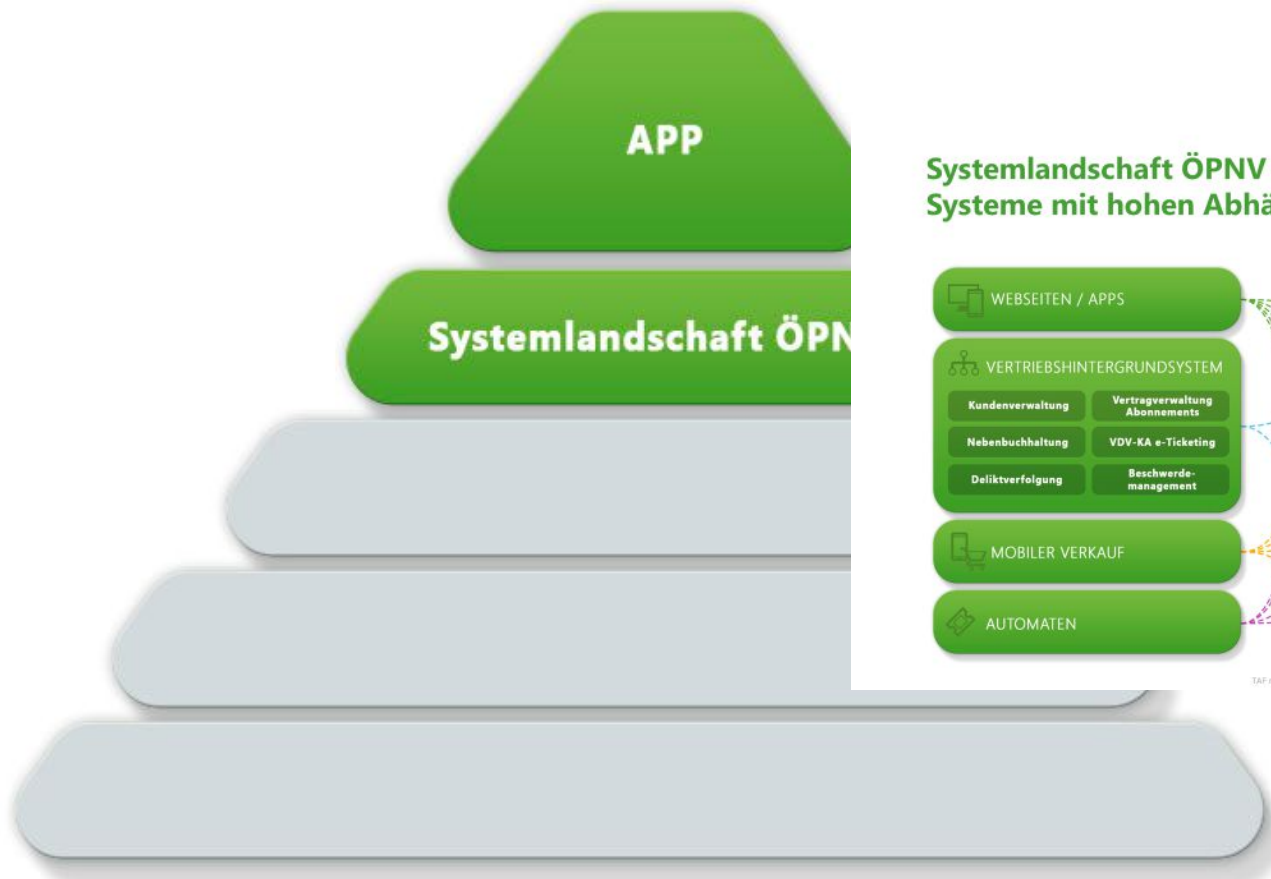 APP
Systemlandschaft ÖPN
Systemlandschaft ÖPNV
Systeme mit hohen Abhä
WEBSEITEN / APPS
VERTRIEBSHINTERGRUNDSYSTEM
Kundenverwaltung
Vertragverwaltung
Abonnements
Nebenbuchhaltung
VDV-KA e-Ticketing
Deliktverfolgung
Beschwerde-
management
MOBILER VERKAUF
AUTOMATEN
TAF